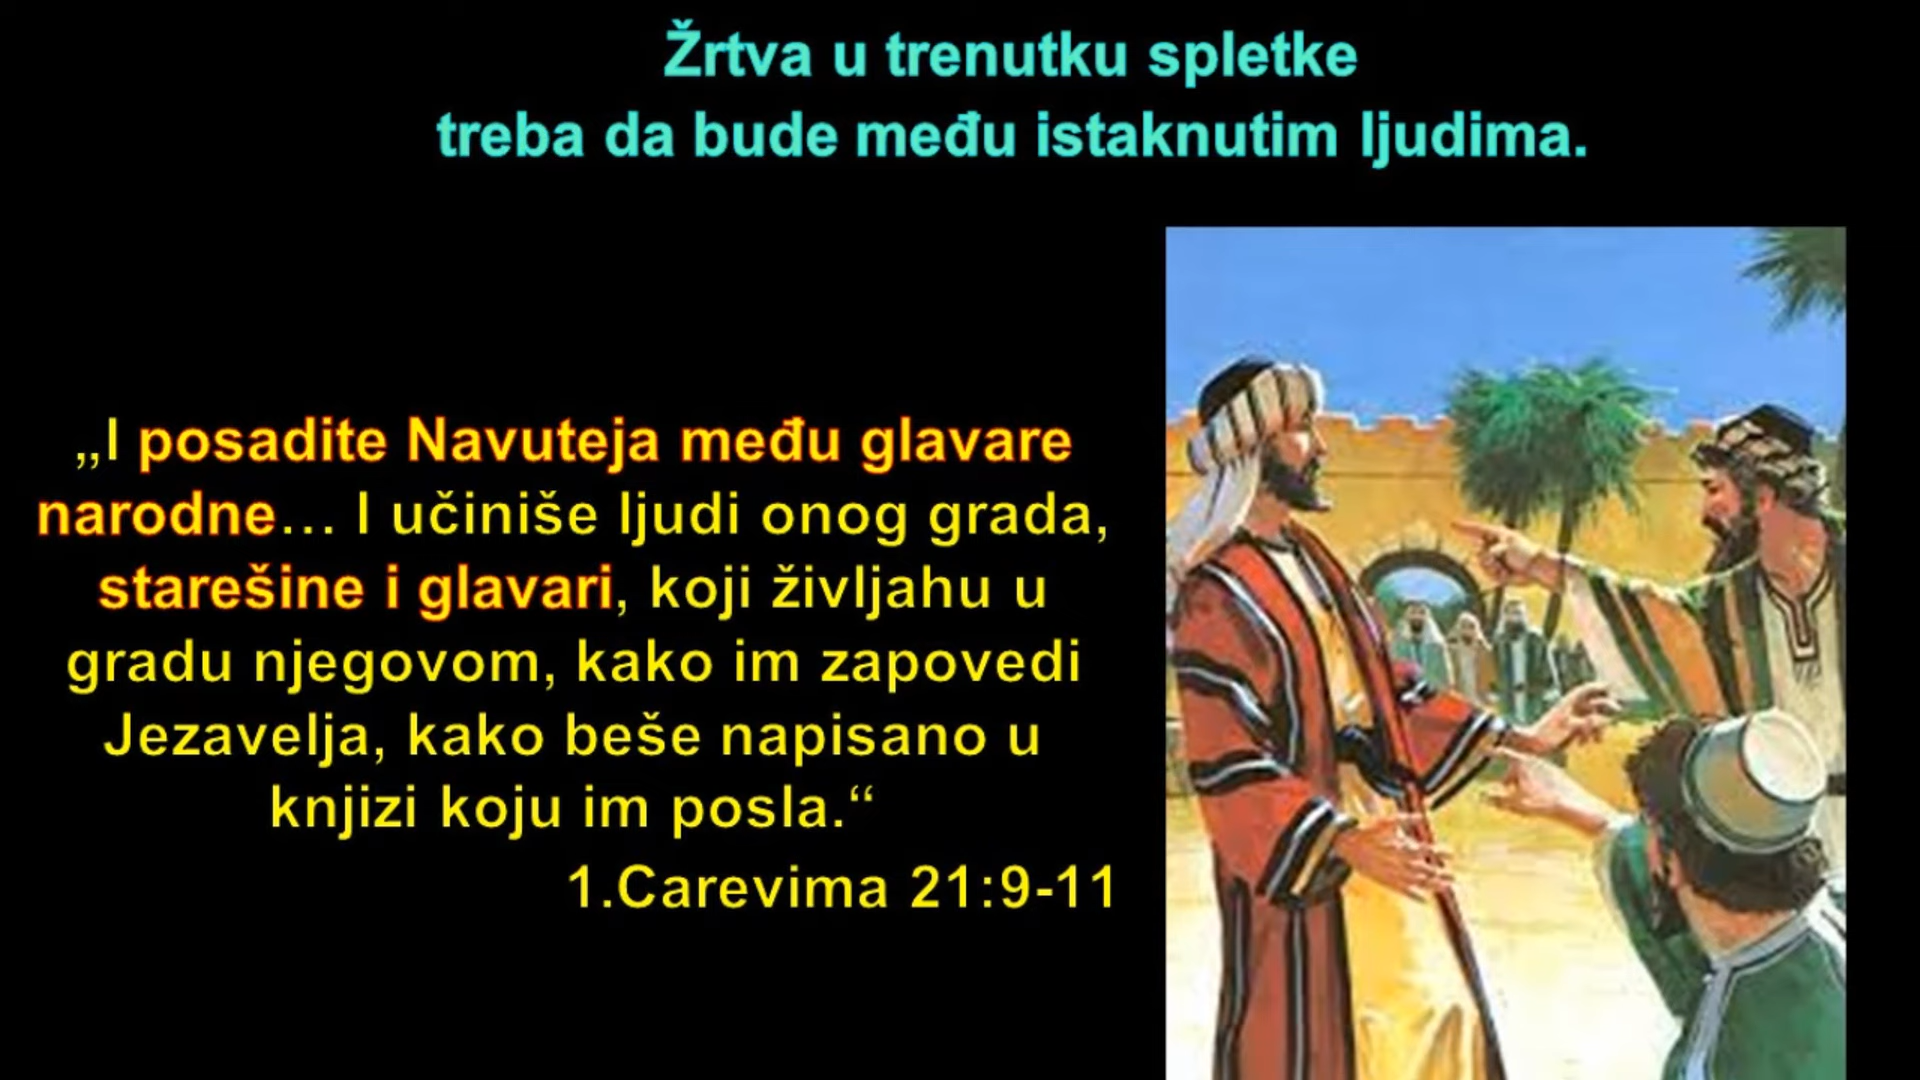 Žrtva u trenutku spletke
treba da bude među istaknutim ljudima.
„I posadite Navuteja među glavare
narodne… I učiniše ljudi onog grada,
starešine i glavari, koji življahu u
gradu njegovom, kako im zapovedi
Jezavelja, kako beše napisano u
knjizi koju im posla.“
1.Carevima 21:9-11